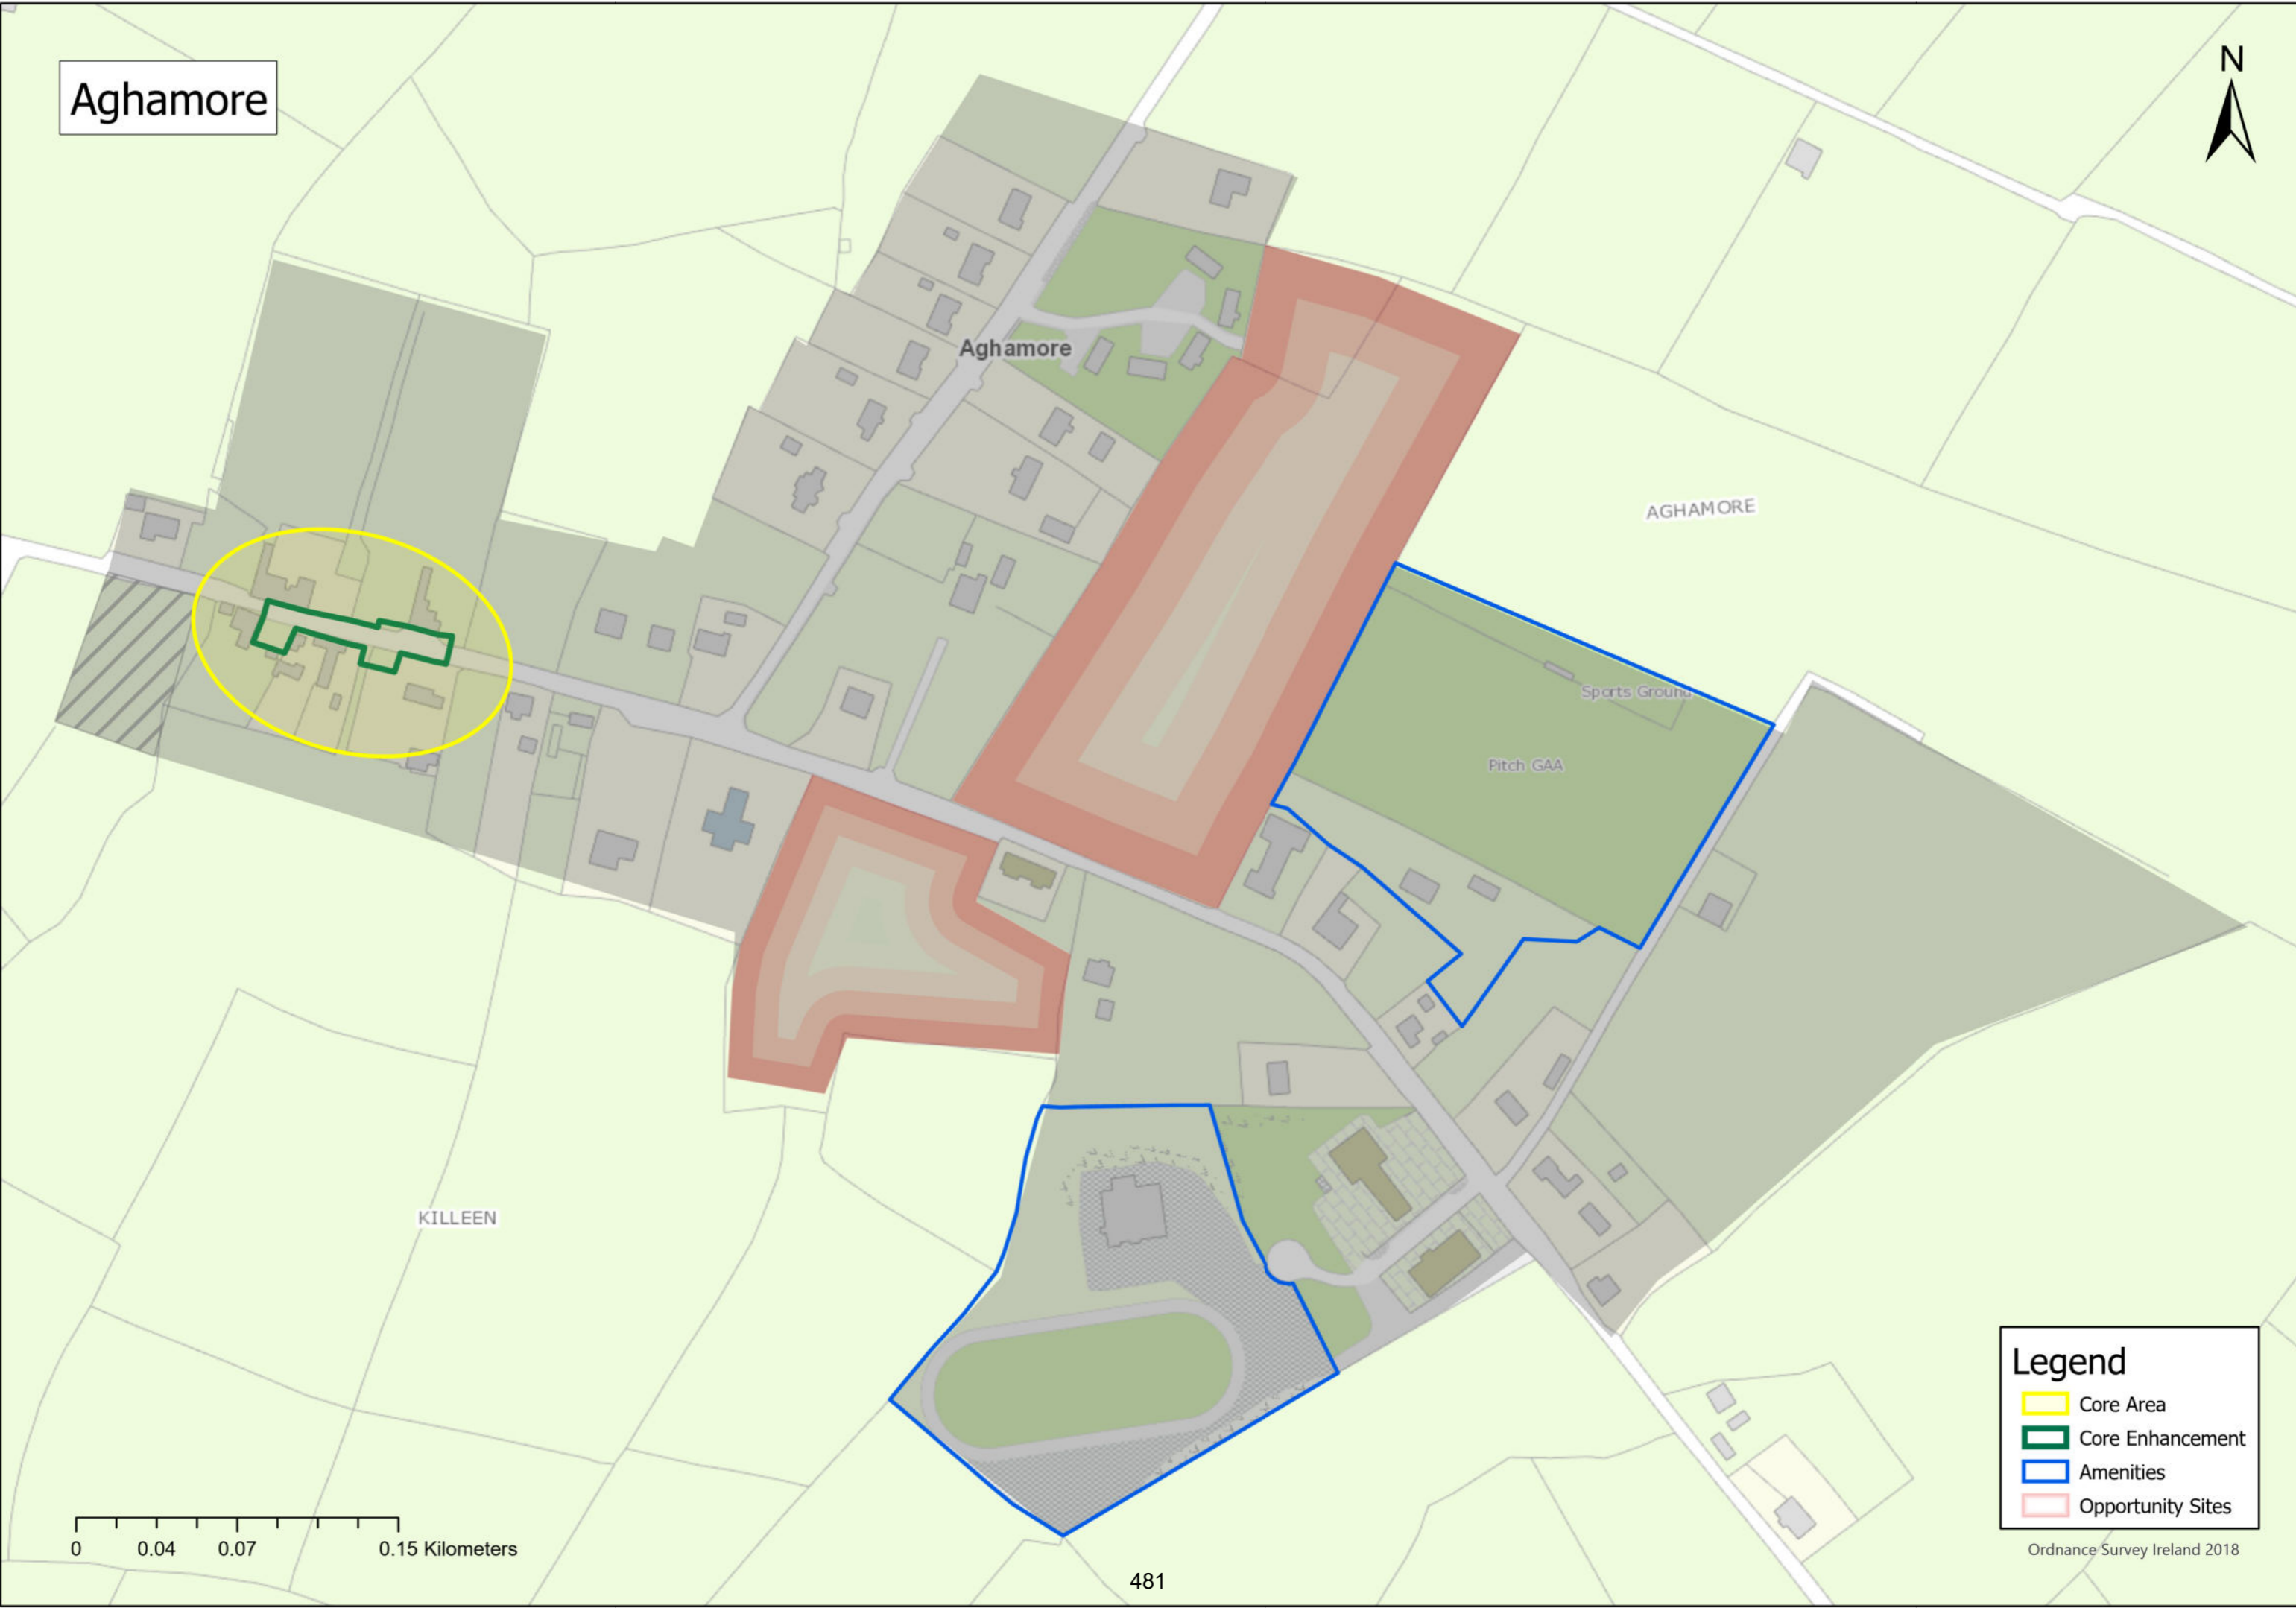 Aghamore
N
Aghamore
AGHAMORE
Sports Ground
Pitch GAA
KILLEEN
Legend
Core Area
Core Enhancement
Amenities
Opportunity Sites
0 0.04 0.07 0.15 Kilometers
Ordnance Survey Ireland 2018
481